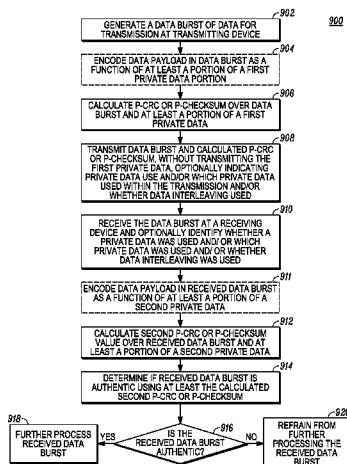 900
902
GENERATE A DATA BURST OF DATA FOR
TRANSMISSION AT TRANSMITTING DEVICE
904
ENCODE DATA PAYLOAD IN DATA BURST AS A
FUNCTION OF AT LEAST A PORTION OF A FIRST
PRIVATE DATA PORTION
906
CALCULATE P-CRC OR P-CHECKSUM OVER DATA
BURST AND AT LEAST A PORTION OF A FIRST
PRIVATE DATA
908
TRANSMIT DATA BURST AND CALCULATED P-CRC
OR P-CHECKSUM, WITHOUT TRANSMITTING THE
FIRST PRIVATE DATA, OPTIONALLY INDICATING
PRIVATE DATA USE AND/OR WHICH PRIVATE DATA
USED WITHIN THE TRANSMISSION AND/OR
WHETHER DATA INTERLEAVING USED
910
RECEIVE THE DATA BURST AT A RECEIVING
DEVICE AND OPTIONALLY IDENTIFY WHETHER A
PRIVATE DATA WAS USED AND/ OR WHICH
PRIVATE DATA WAS USED AND/ OR WHETHER
DATA INTERLEAVING WAS USED
911
ENCODE DATA PAYLOAD IN RECEIVED DATA BURST
AS A FUNCTION OF AT LEAST A PORTION OF A
SECOND PRIVATE DATA
912
CALCULATE SECOND P-CRC OR P-CHECKSUM
VALUE OVER RECEIVED DATA BURST AND AT
LEAST A PORTION OF A SECOND PRIVATE DATA
914
DETERMINE IF RECEIVED DATA BURST IS
AUTHENTIC USING AT LEAST THE CALCULATED
SECOND P-CRC OR P-CHECKSUM
916
IS THE
RECEIVED DATA BURST
AUTHENTIC?
YES
NO
918
FURTHER PROCESS
RECEIVED DATA
BURST
920
REFRAIN FROM
FURTHER
PROCESSING THE
RECEIVED DATA
BURST